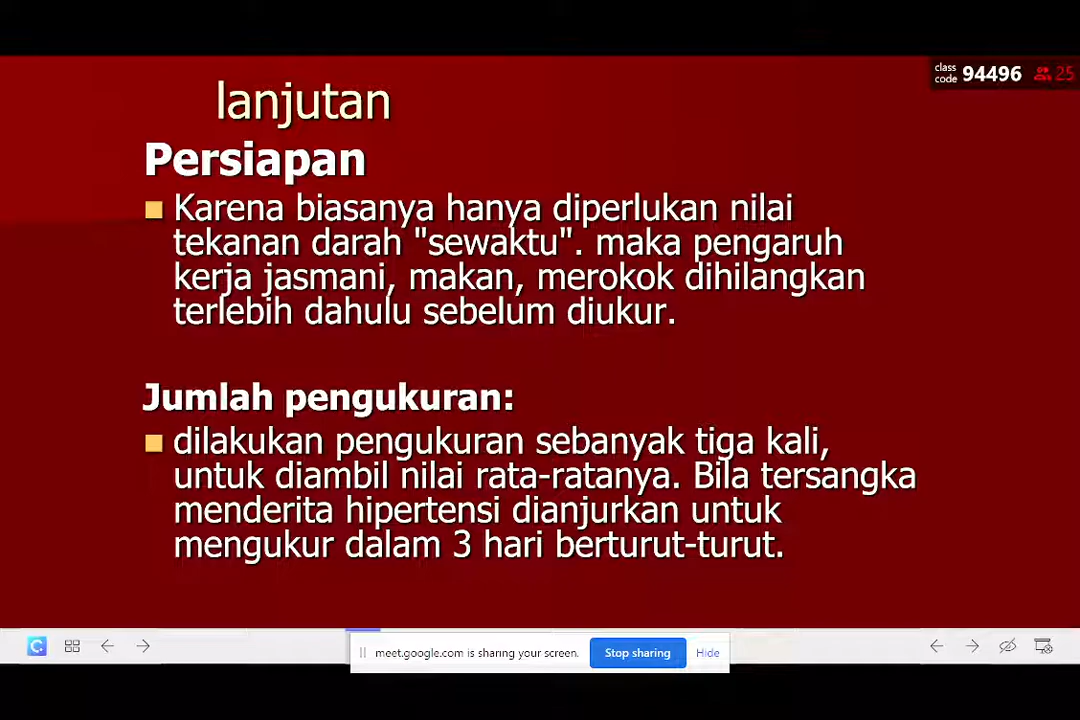 class
code 94496 25
lanjutan
Persiapan
Karena biasanya hanya diperlukan nilai
tekanan darah "sewaktu". maka pengaruh
kerja jasmani, makan, merokok dihilangkan
terlebih dahulu sebelum diukur.
Jumlah pengukuran:
dilakukan pengukuran sebanyak tiga kali,
untuk diambil nilai rata-ratanya. Bila tersangka
menderita hipertensi dianjurkan untuk
mengukur dalam 3 hari berturut-turut.
meet.google.com is sharing your screen. Stop sharing Hide